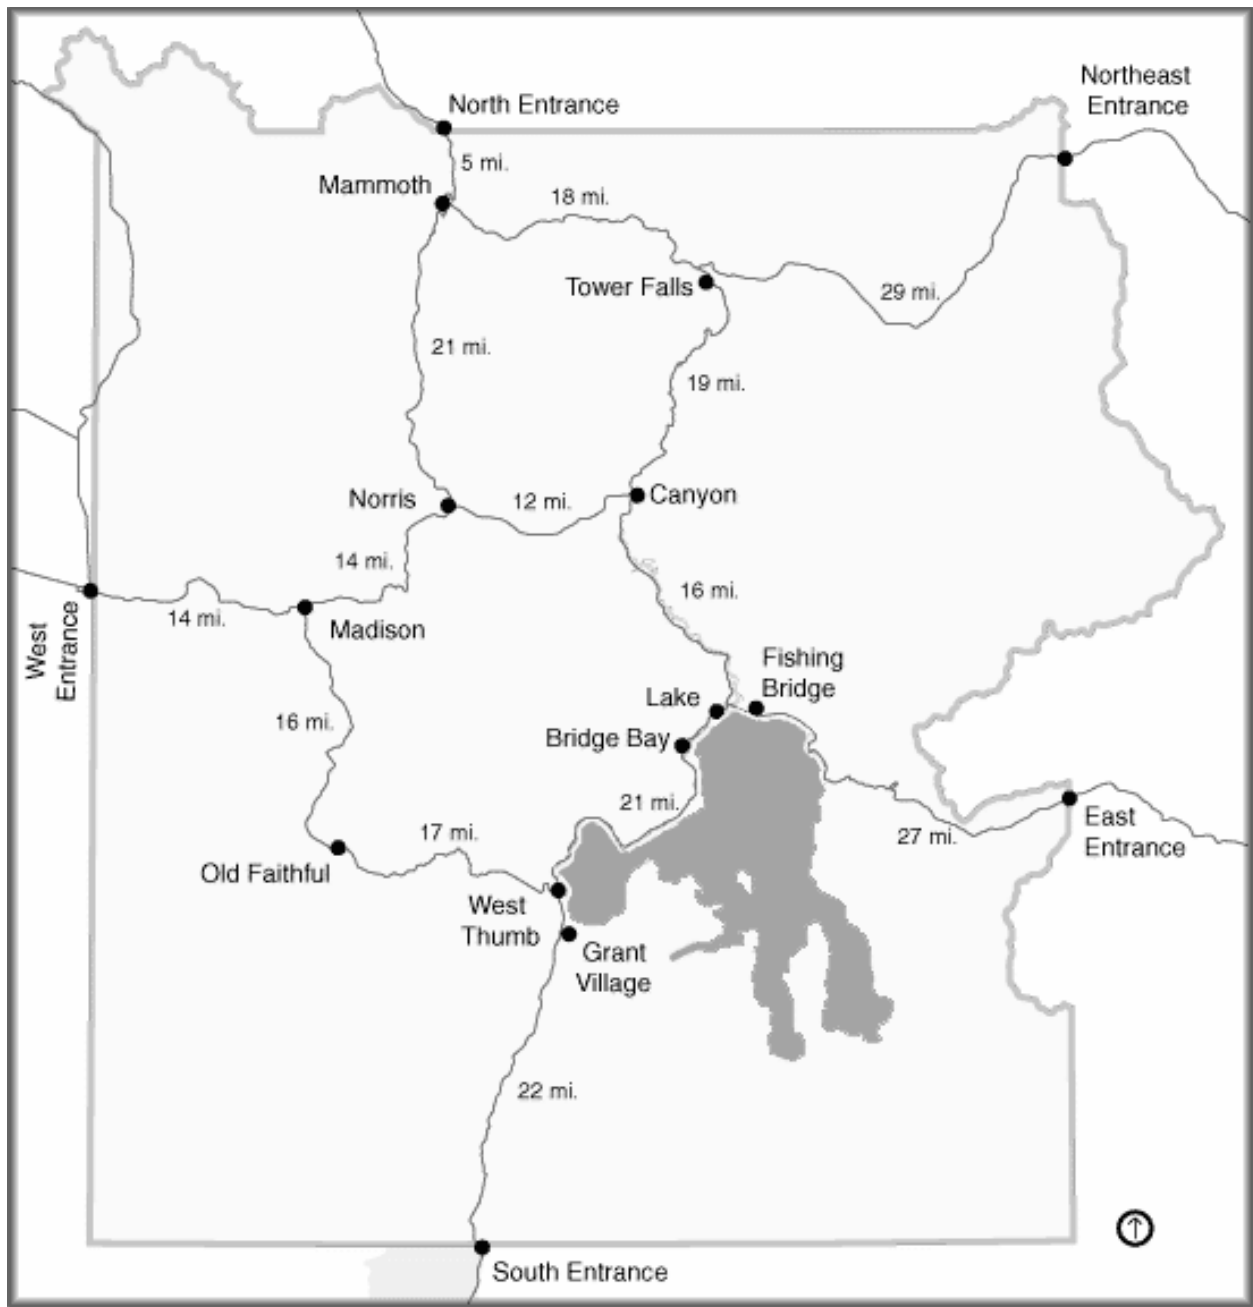 Northeast
Entrance
North Entrance
5 mi.
Mammoth
18 mi.
Tower Falls
29 mi.
21 mi.
19 mi.
Norris
12 mi.
Canyon
14 mi.
16 mi.
14 mi.
Madison
West
Entrance
Fishing
Bridge
Lake
16 mi.
Bridge Bay
21 mi.
17 mi.
27 mi.
East
Entrance
Old Faithful
West
Thumb
Grant
Village
22 mi.
South Entrance